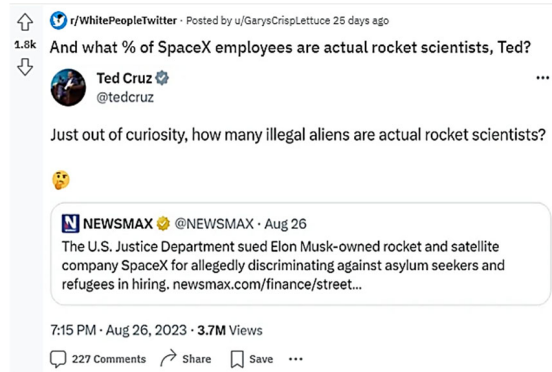 r/WhitePeopleTwitter · Posted by u/GarysCrispLettuce 25 days ago
1.8k
And what % of SpaceX employees are actual rocket scientists, Ted?
Ted Cruz
@tedcruz
Just out of curiosity, how many illegal aliens are actual rocket scientists?
🤔
N NEWSMAX @NEWSMAX · Aug 26
The U.S. Justice Department sued Elon Musk-owned rocket and satellite
company SpaceX for allegedly discriminating against asylum seekers and
refugees in hiring. newsmax.com/finance/street...
7:15 PM · Aug 26, 2023 · 3.7M Views
227 Comments Share Save ...